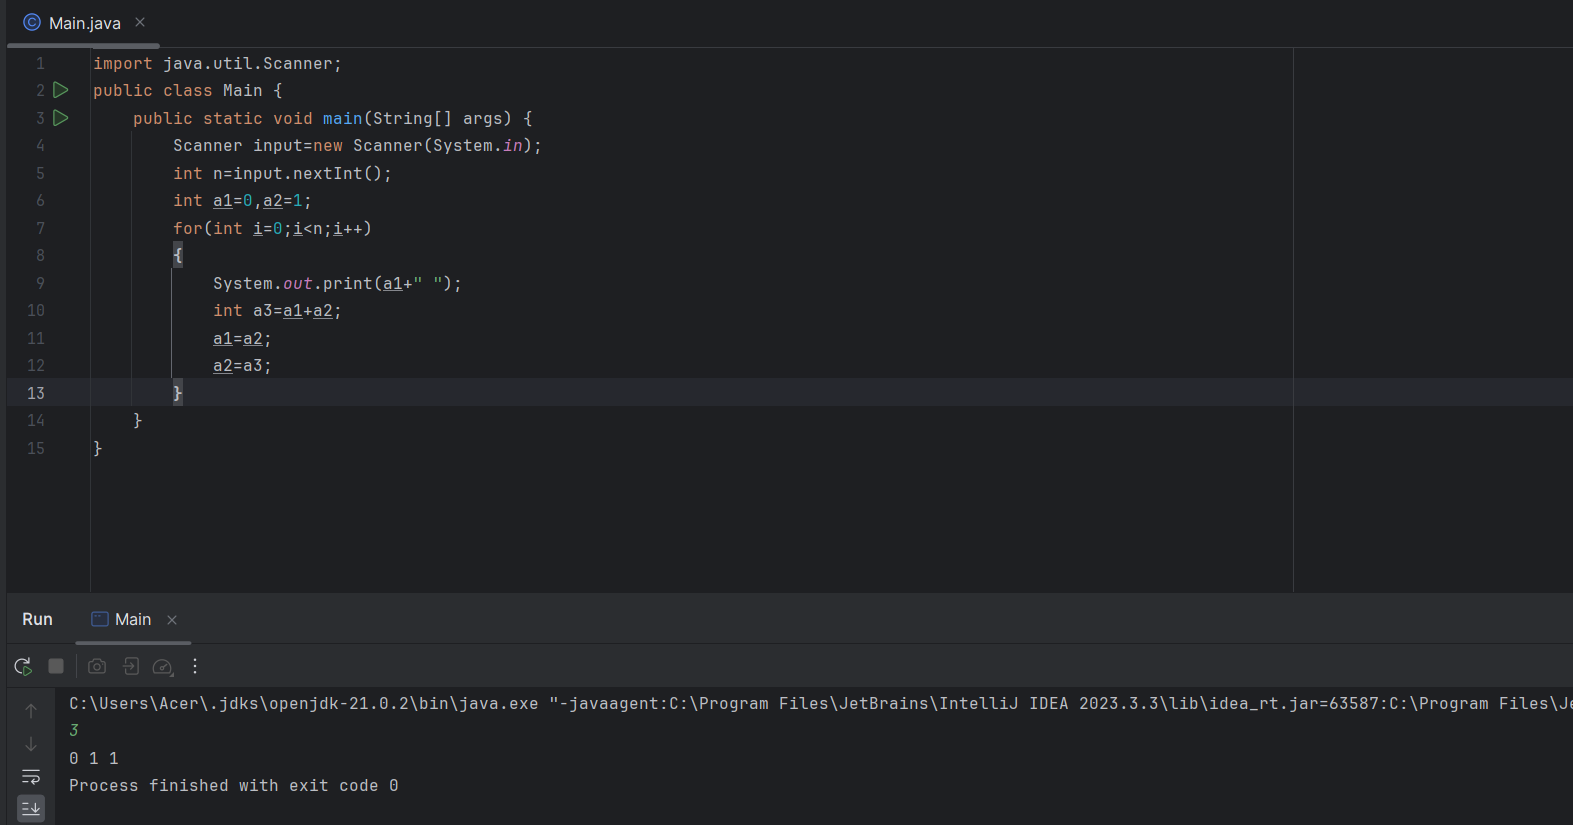 Main.java
1 import java.util.Scanner;
2 public class Main {
3     public static void main(String[] args) {
4         Scanner input=new Scanner(System.in);
5         int n=input.nextInt();
6         int a1=0,a2=1;
7         for(int i=0;i<n;i++)
8         {
9             System.out.print(a1+" ");
10             int a3=a1+a2;
11             a1=a2;
12             a2=a3;
13         }
14     }
15 }
Run Main
C:\Users\Acer\.jdks\openjdk-21.0.2\bin\java.exe "-javaagent:C:\Program Files\JetBrains\IntelliJ IDEA 2023.3.3\lib\idea_rt.jar=63587:C:\Program Files\Je
3
0 1 1
Process finished with exit code 0